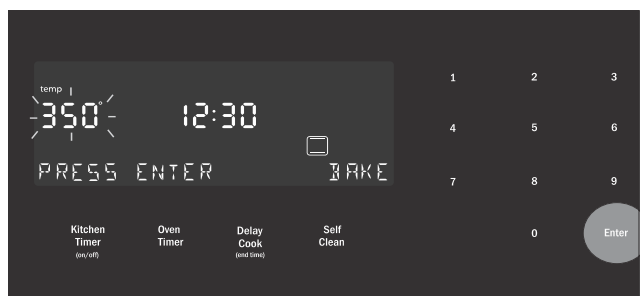 temp
350° 12:30
PRESS ENTER BAKE
1 2 3
4 5 6
7 8 9
0 Enter
Kitchen Timer (on/off)
Oven Timer
Delay Cook (end time)
Self Clean